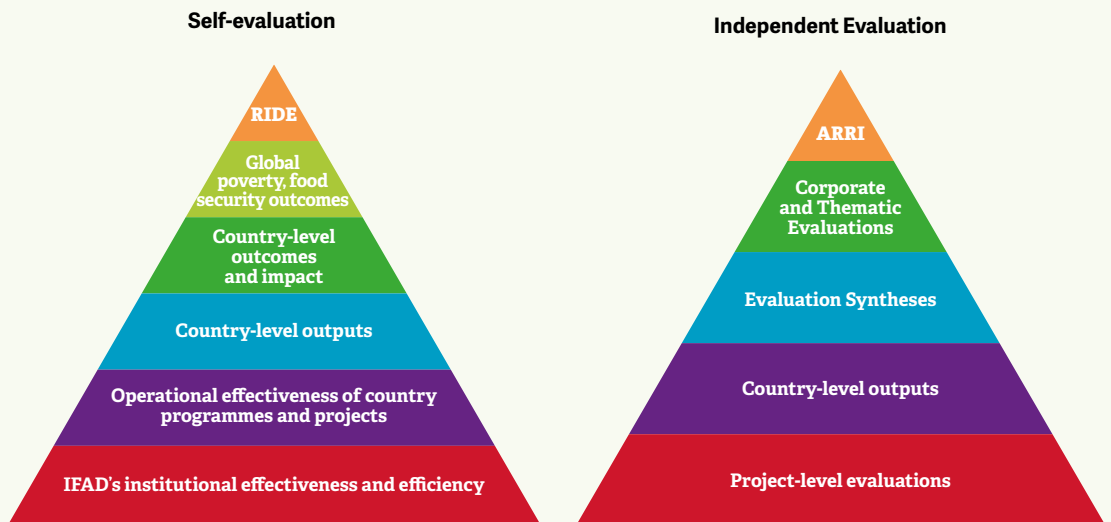 Self-evaluation
RIDE
Global
poverty, food
security outcomes
Country-level
outcomes
and impact
Country-level outputs
Operational effectiveness of country
programmes and projects
IFAD’s institutional effectiveness and efficiency
Independent Evaluation
ARRI
Corporate
and Thematic
Evaluations
Evaluation Syntheses
Country-level outputs
Project-level evaluations